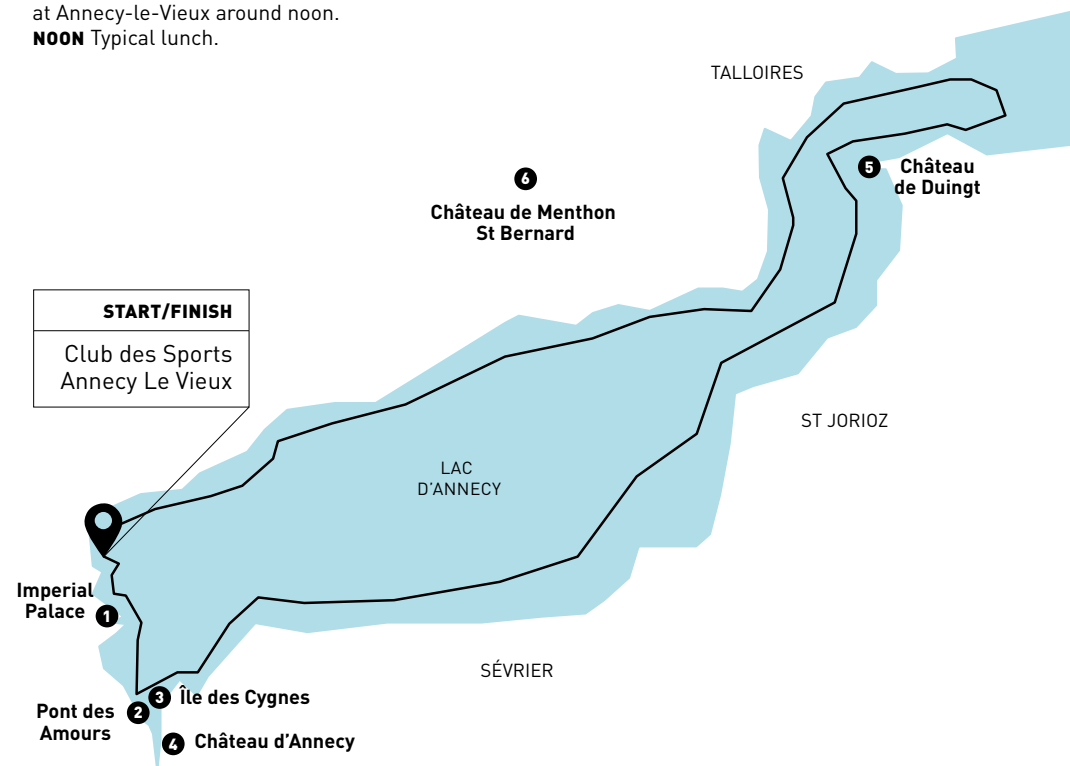 at Annecy-le-Vieux around noon.
NOON Typical lunch.
TALLOIRES
5 Château
de Duingt
6
Château de Menthon
St Bernard
START/FINISH
Club des Sports
Annecy Le Vieux
ST JORIOZ
LAC
D’ANNECY
Imperial
Palace 1
SÉVRIER
3 Île des Cygnes
Pont des 2
Amours
4 Château d’Annecy